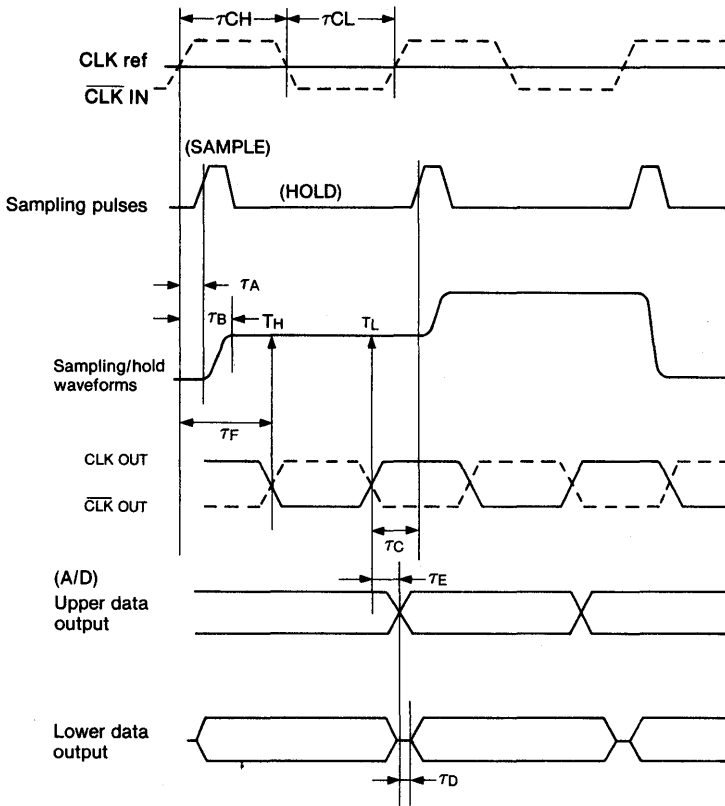 τCH τCL
CLK ref
CLK IN
(SAMPLE)
(HOLD)
Sampling pulses
τA
τB TH TL
Sampling/hold
waveforms
τF
CLK OUT
CLK OUT
τC
(A/D)
τE
Upper data
output
Lower data
output
τD